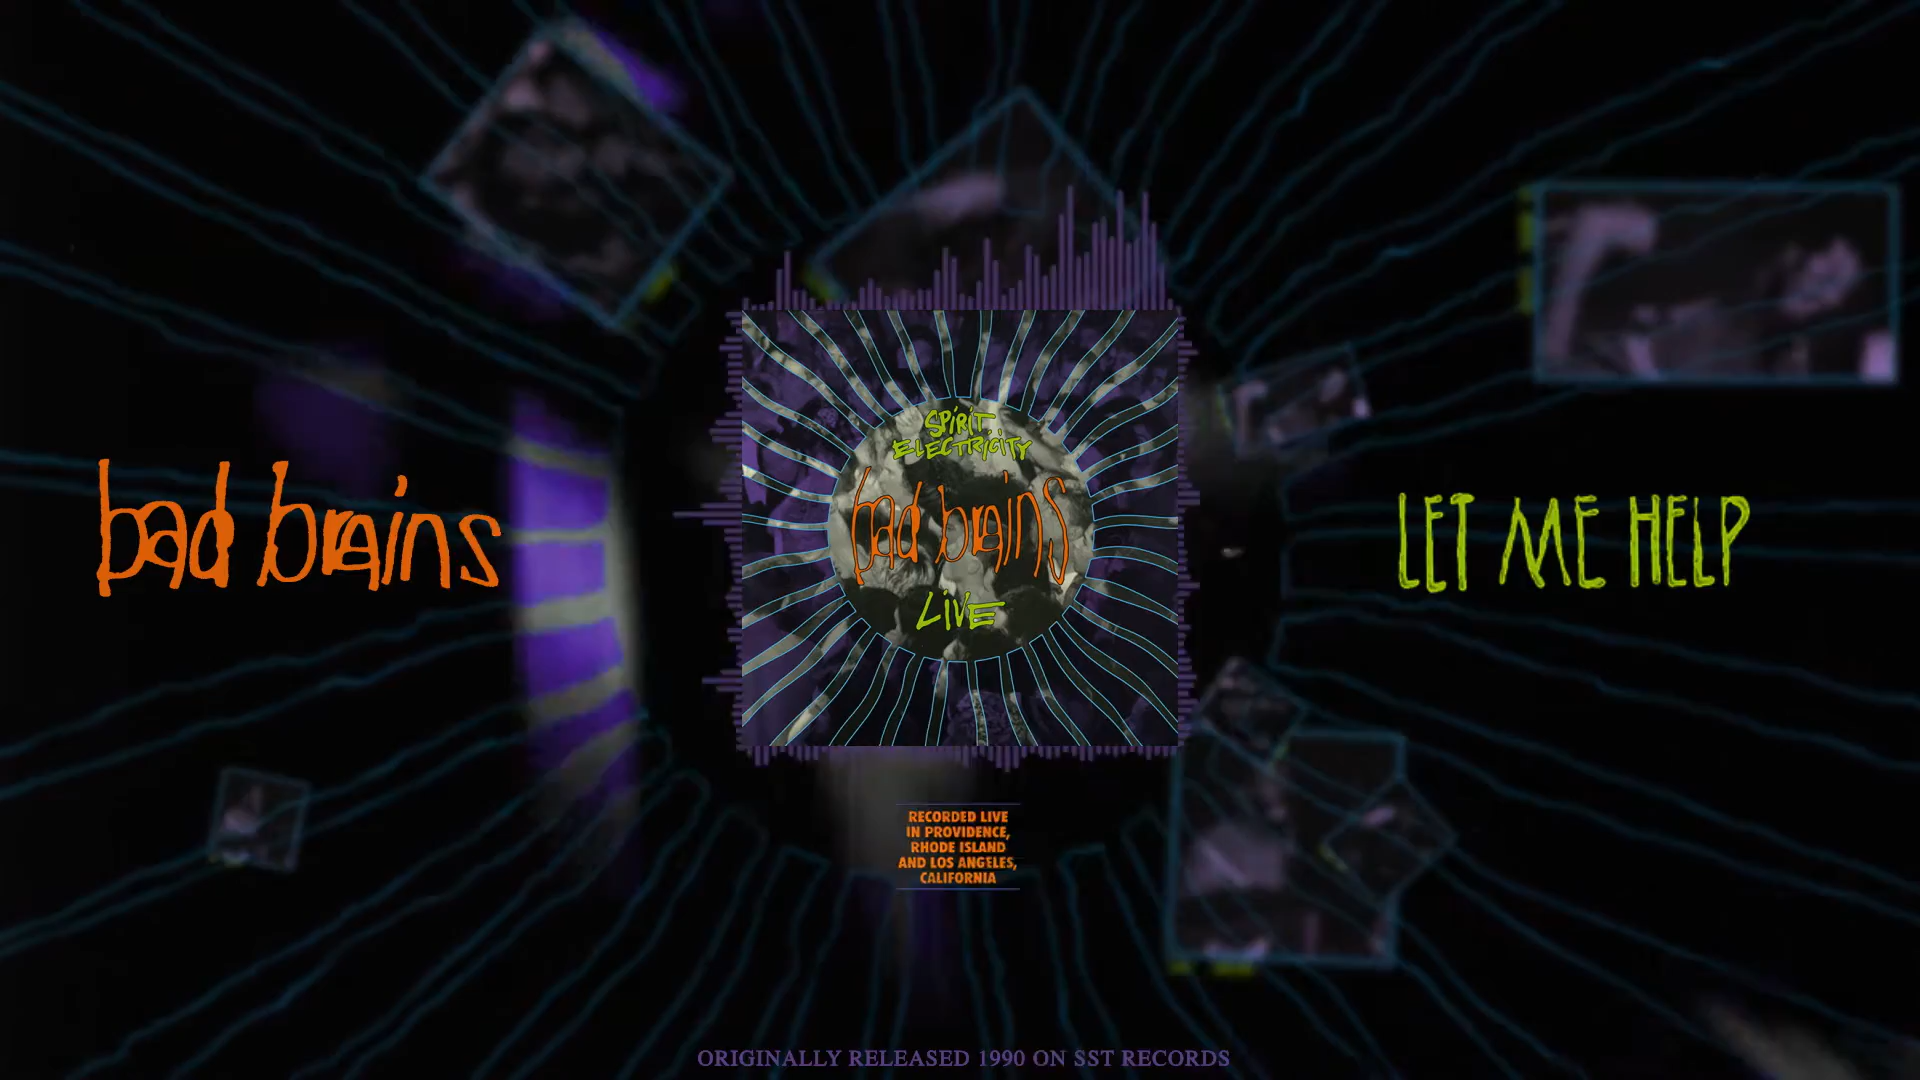 bad brains
SPiRiT
ELECTRiCiTY
bad brains
LiVE
LET ME HELP
RECORDED LIVE
IN PROVIDENCE,
RHODE ISLAND
AND LOS ANGELES,
CALIFORNIA
ORIGINALLY RELEASED 1990 ON SST RECORDS